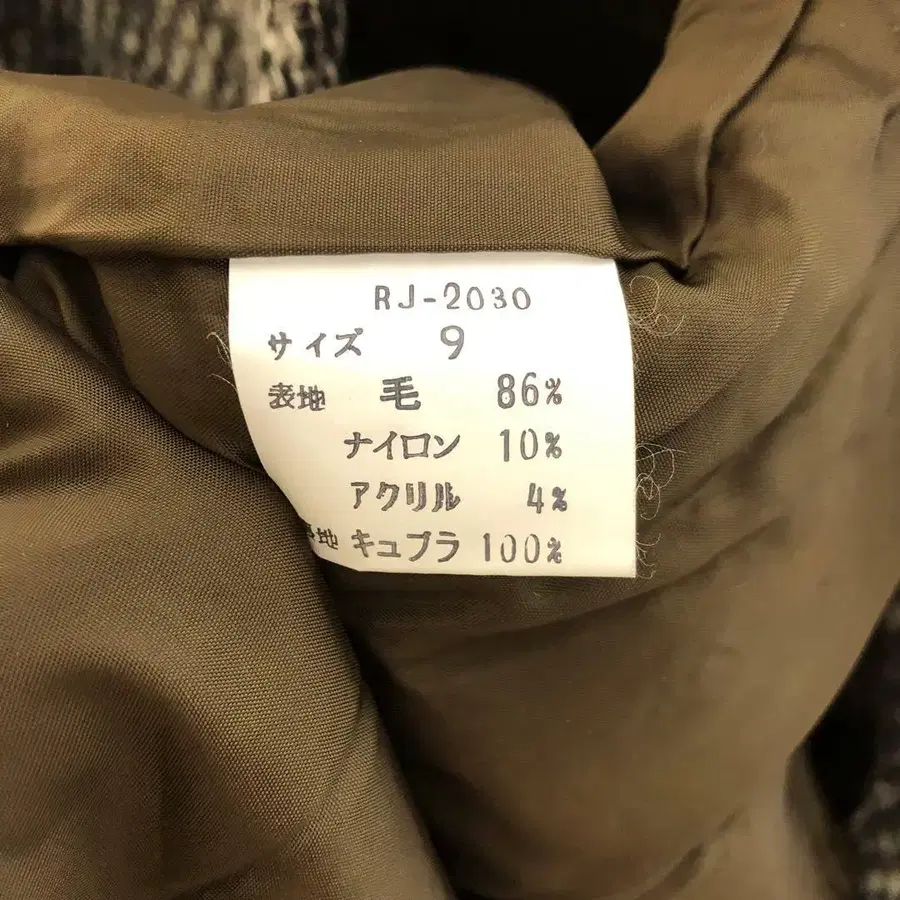 RJ-2030
サイズ 9
表地 毛 86%
ナイロン 10%
アクリル 4%
地 キュプラ 100%